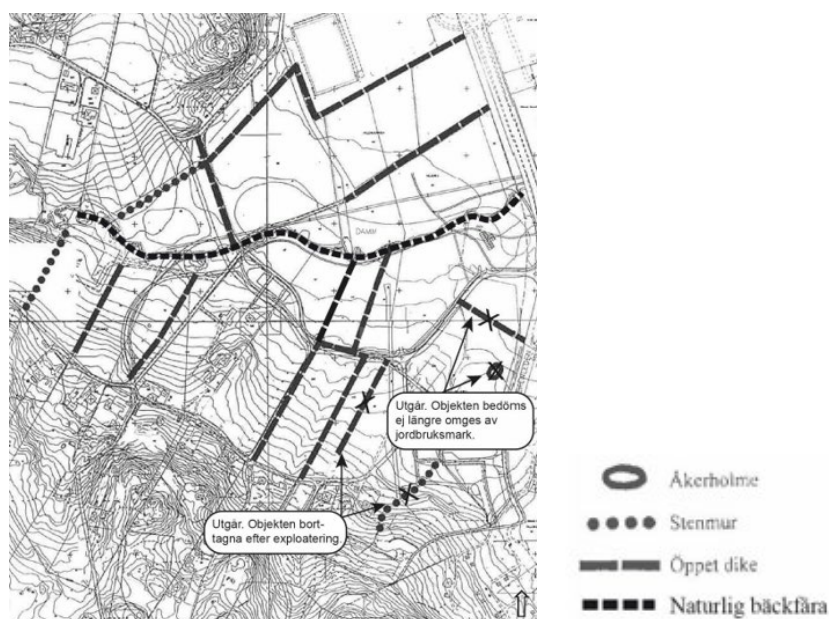 DAMM
Utgår. Objekten bedöms
ej längre omges av
jordbruksmark.
Utgår. Objekten bort-
tagna efter exploatering.
Åkerholme
Stenmur
Öppet dike
Naturlig bäckfåra